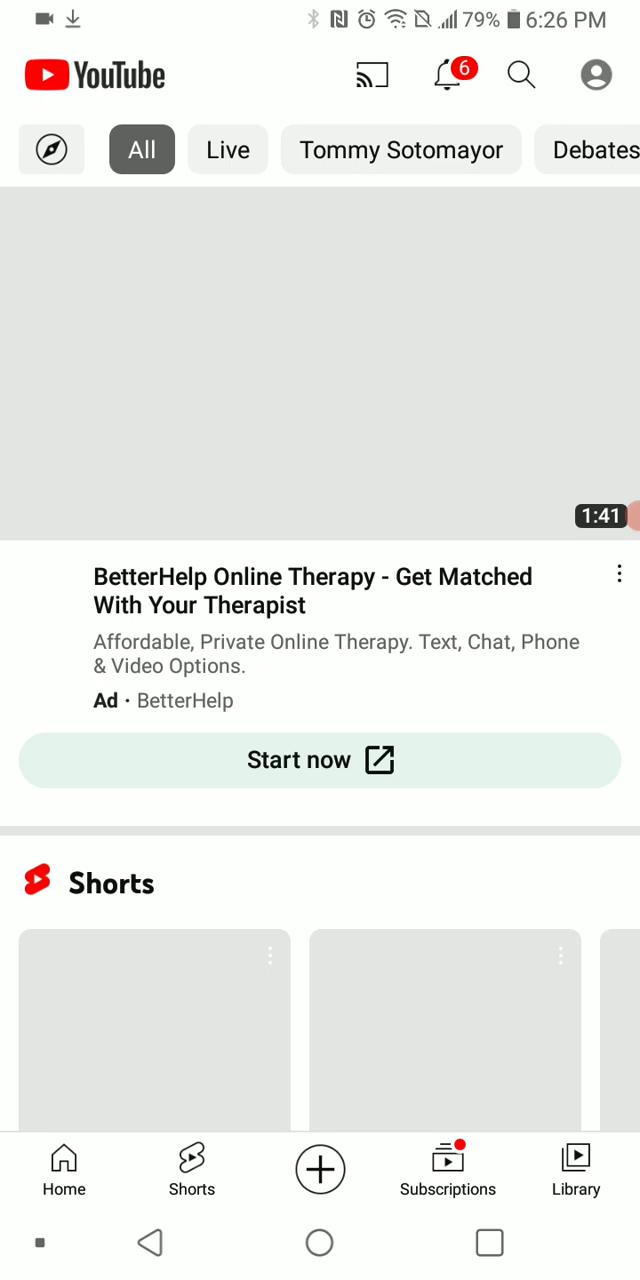 79% 6:26 PM
YouTube
6
All Live Tommy Sotomayor Debates
1:41
BetterHelp Online Therapy - Get Matched
With Your Therapist
Affordable, Private Online Therapy. Text, Chat, Phone
& Video Options.
Ad · BetterHelp
Start now
Shorts
Home Shorts Subscriptions Library